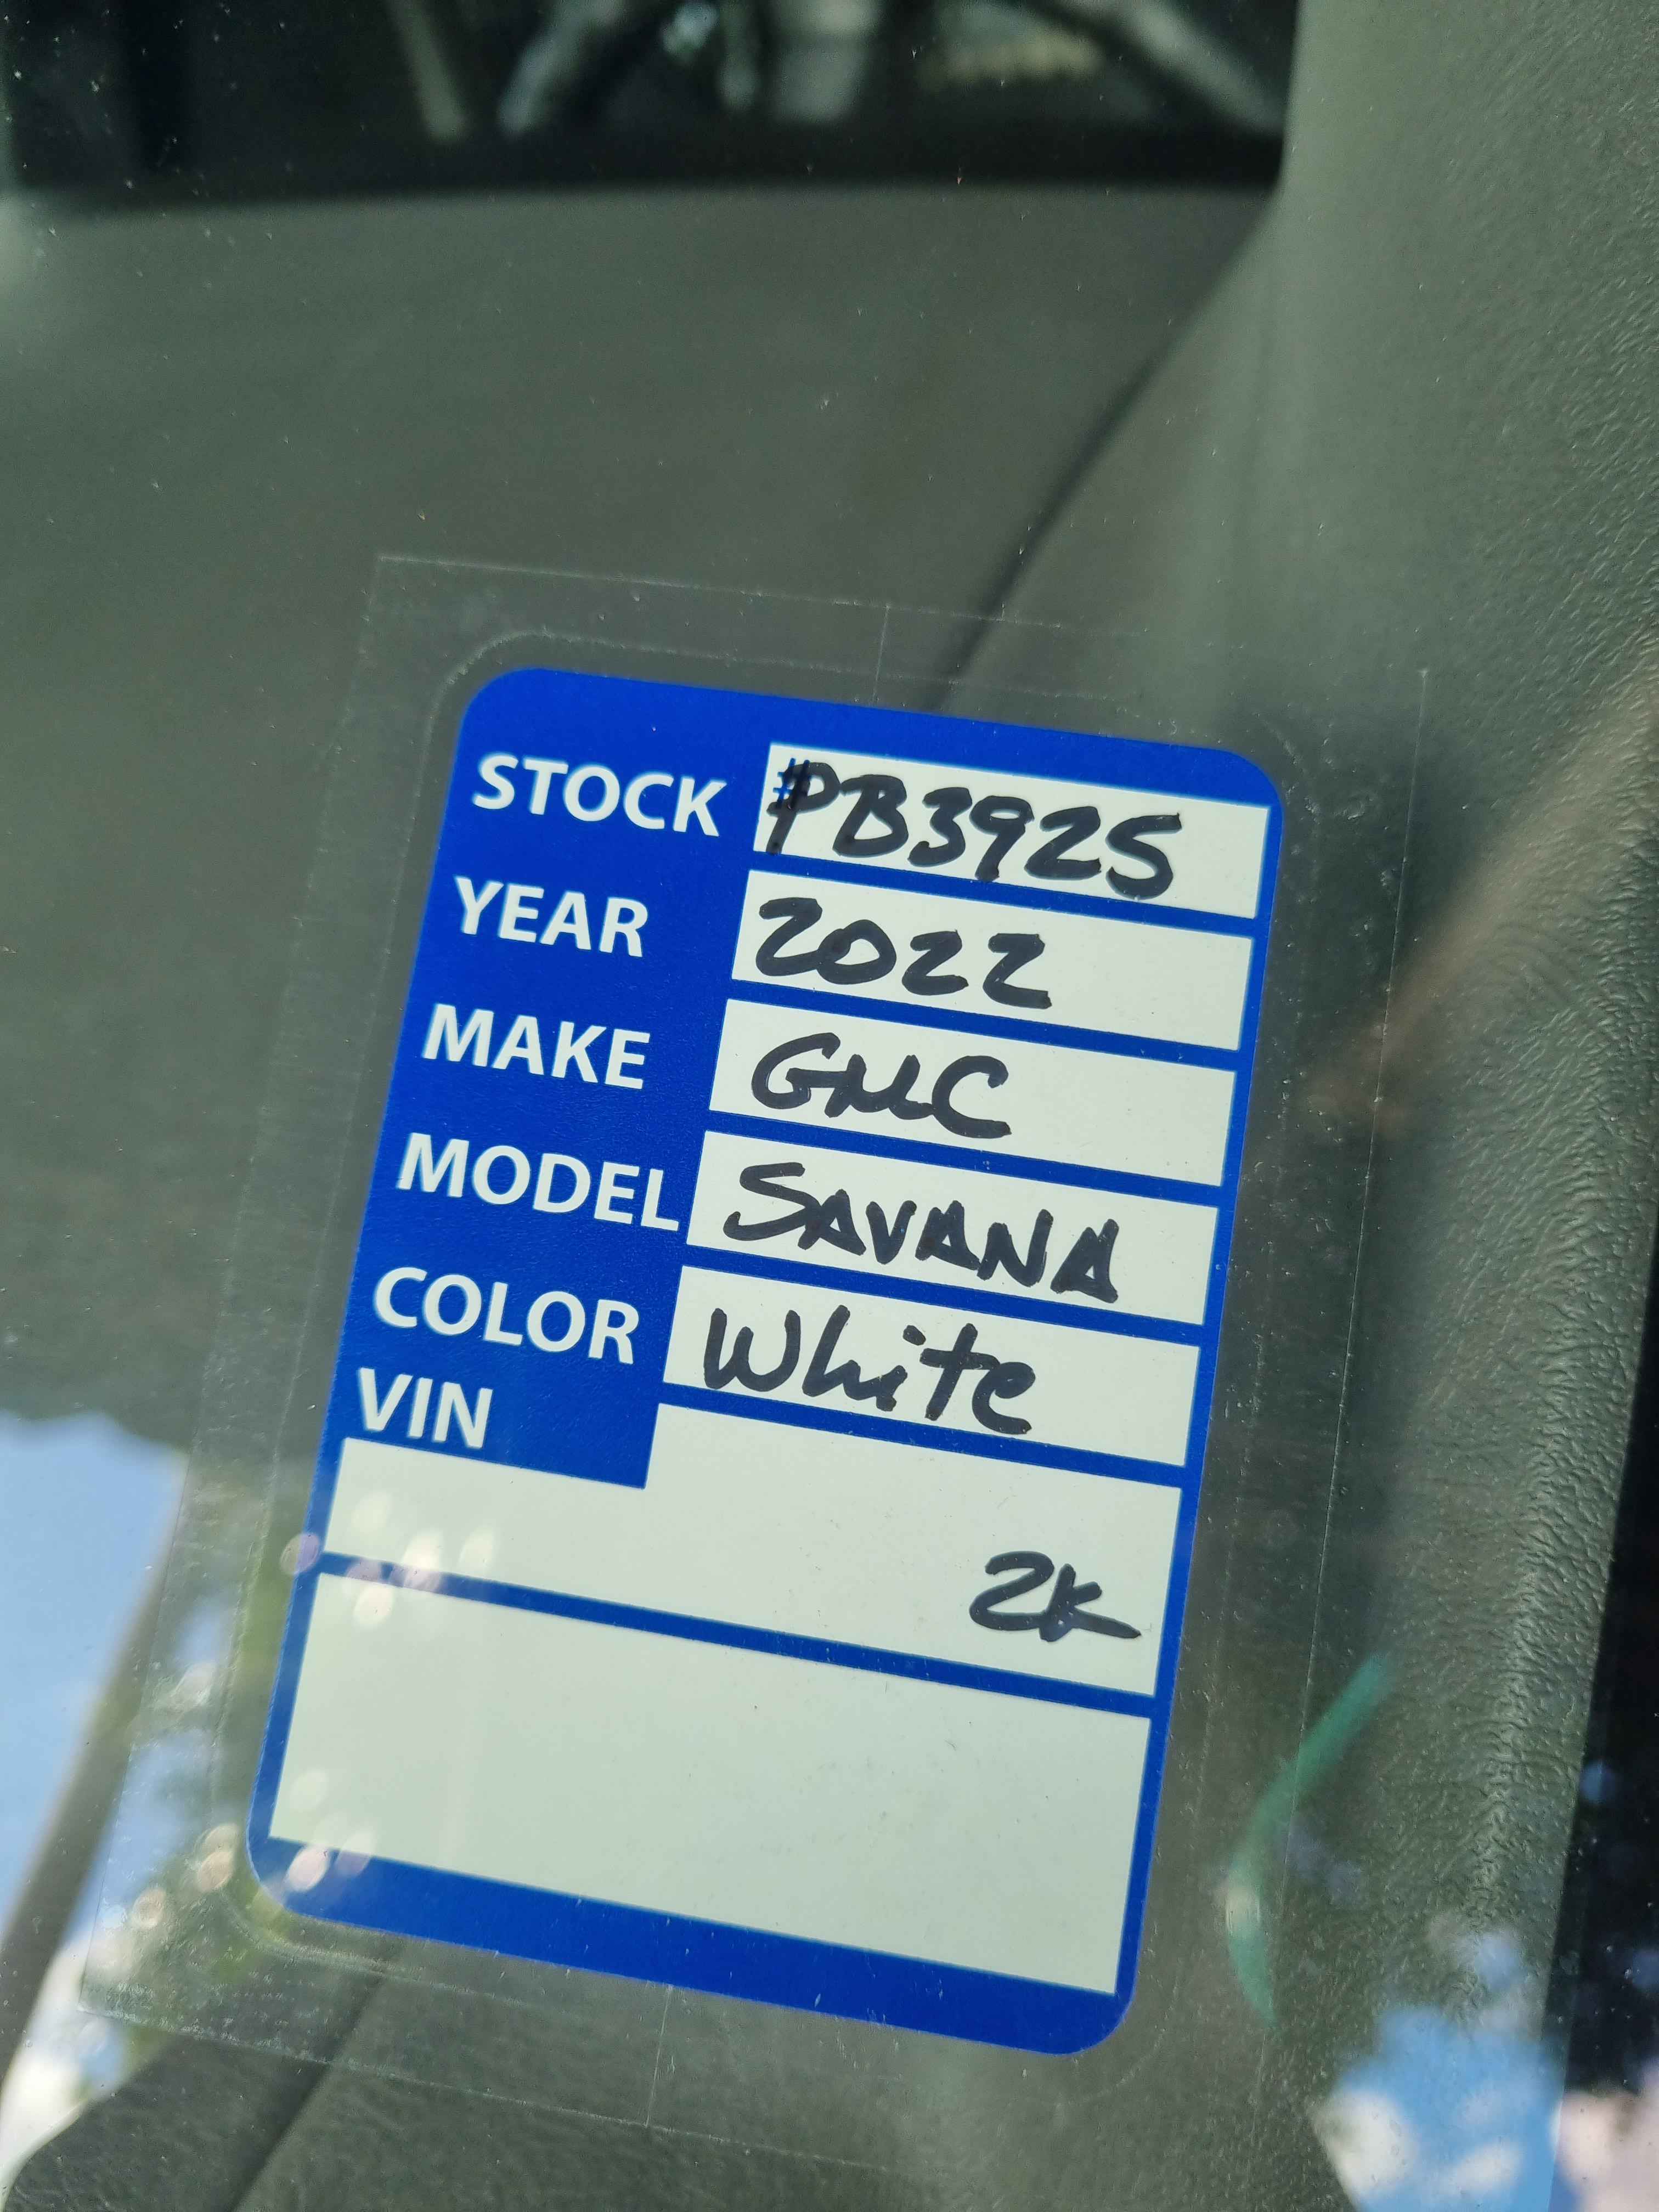 STOCK #PB3925
YEAR 2022
MAKE GMC
MODEL SAVANA
COLOR White
VIN
2K